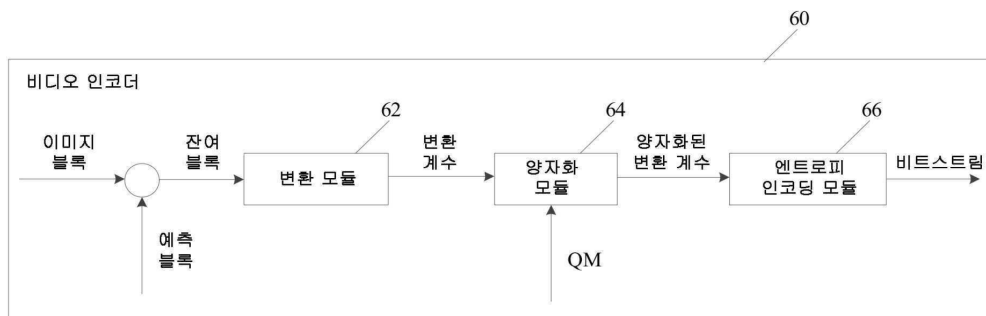 60
비디오 인코더
62
64
66
이미지
블록
잔여
블록
변환 모듈
변환
계수
양자화
모듈
양자화된
변환 계수
엔트로피
인코딩 모듈
비트스트림
예측
블록
QM